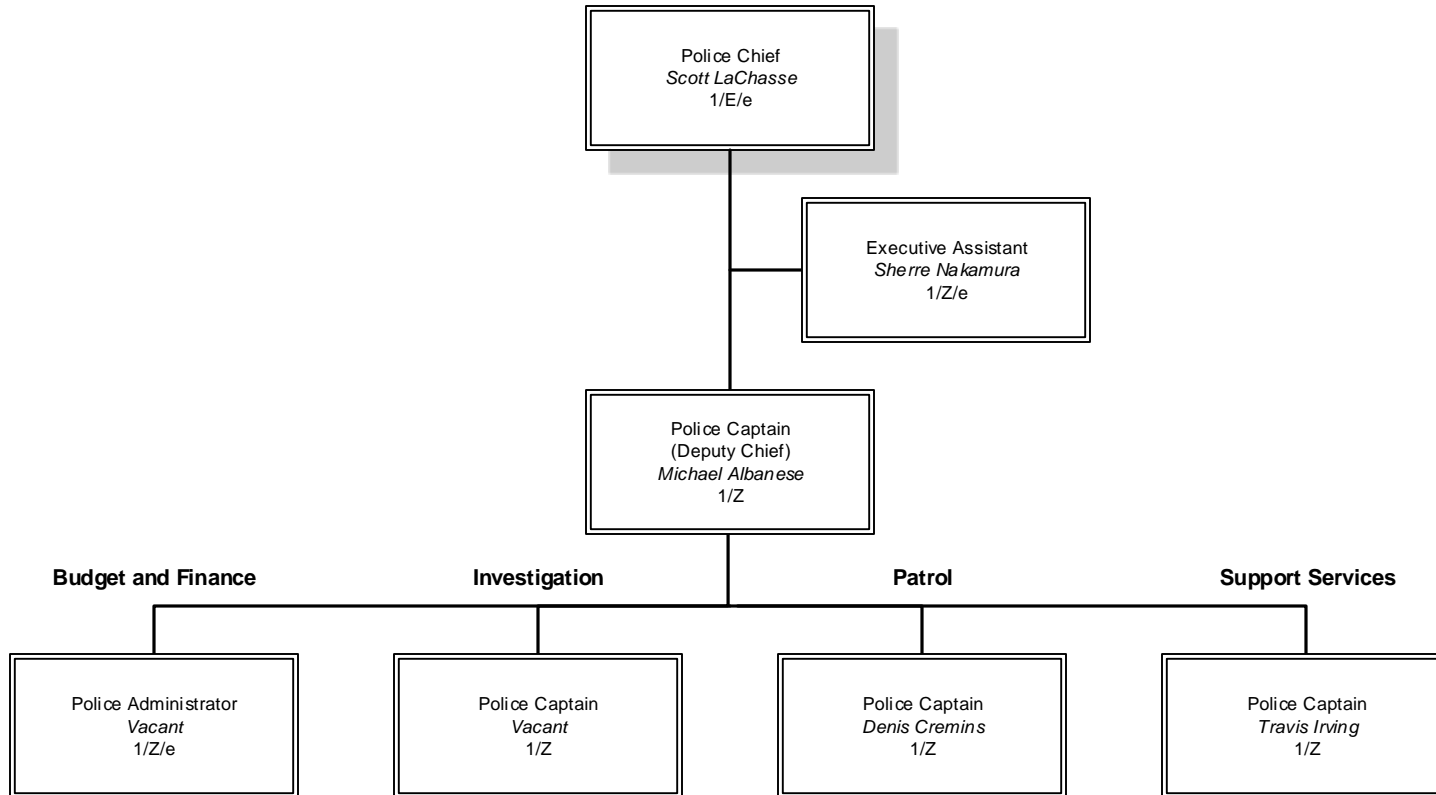 Police Chief
Scott LaChasse
1/E/e
Executive Assistant
Sherre Nakamura
1/Z/e
Police Captain
(Deputy Chief)
Michael Albanese
1/Z
Budget and Finance
Investigation
Patrol
Support Services
Police Administrator
Vacant
1/Z/e
Police Captain
Vacant
1/Z
Police Captain
Denis Cremins
1/Z
Police Captain
Travis Irving
1/Z